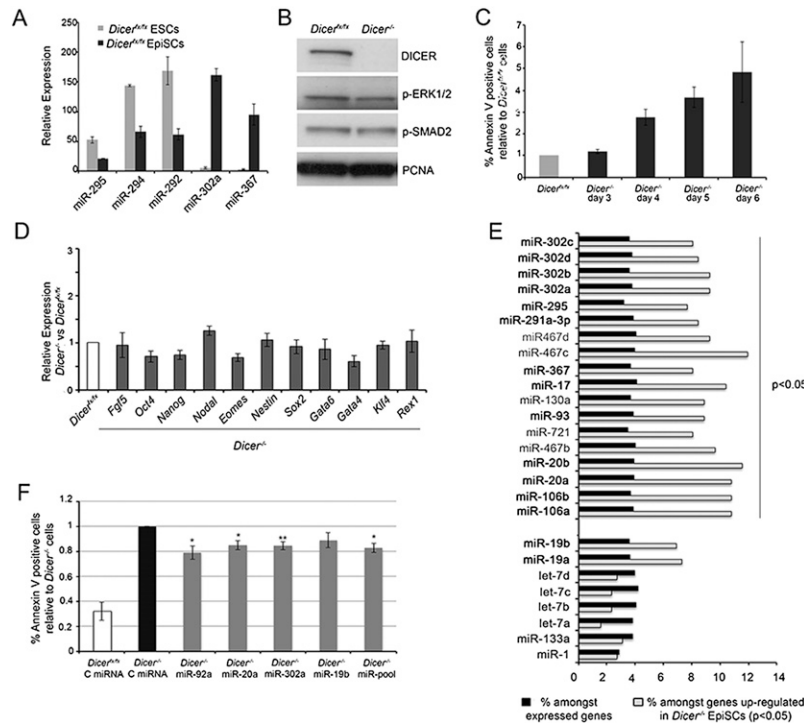 A
Dicer^fx/fx ESCs
Dicer^fx/fx EpiSCs
Relative Expression
250
200
150
100
50
0
miR-295
miR-294
miR-292
miR-302a
miR-367
B
Dicer^fx/fx Dicer^-/-
DICER
p-ERK1/2
p-SMAD2
PCNA
C
% Annexin V positive cells
relative to Dicer^fx/fx cells
7
6
5
4
3
2
1
0
Dicer^fx/fx
Dicer^-/- day 3
Dicer^-/- day 4
Dicer^-/- day 5
Dicer^-/- day 6
D
Relative Expression
Dicer^-/- vs Dicer^fx/fx
3
2
1
0
Dicer^fx/fx
Fgf5
Oct4
Nanog
Nodal
Eomes
Nestin
Sox2
Gata6
Gata4
Klf4
Rex1
Dicer^-/-
E
miR-302c
miR-302d
miR-302b
miR-302a
miR-295
miR-291a-3p
miR467d
miR-467c
miR-367
miR-17
miR-130a
miR-93
miR-721
miR-467b
miR-20b
miR-20a
miR-106b
miR-106a
p<0.05
miR-19b
miR-19a
let-7d
let-7c
let-7b
let-7a
miR-133a
miR-1
0 2 4 6 8 10 12 14
% amongst
expressed genes
% amongst genes up-regulated
in Dicer^-/- EpiSCs (p<0.05)
F
% Annexin V positive cells
relative to Dicer^-/- cells
1.2
1
0.8
0.6
0.4
0.2
0
* * ** *
Dicer^fx/fx C miRNA
Dicer^-/- C miRNA
Dicer^-/- miR-92a
Dicer^-/- miR-20a
Dicer^-/- miR-302a
Dicer^-/- miR-19b
Dicer^-/- miR-pool